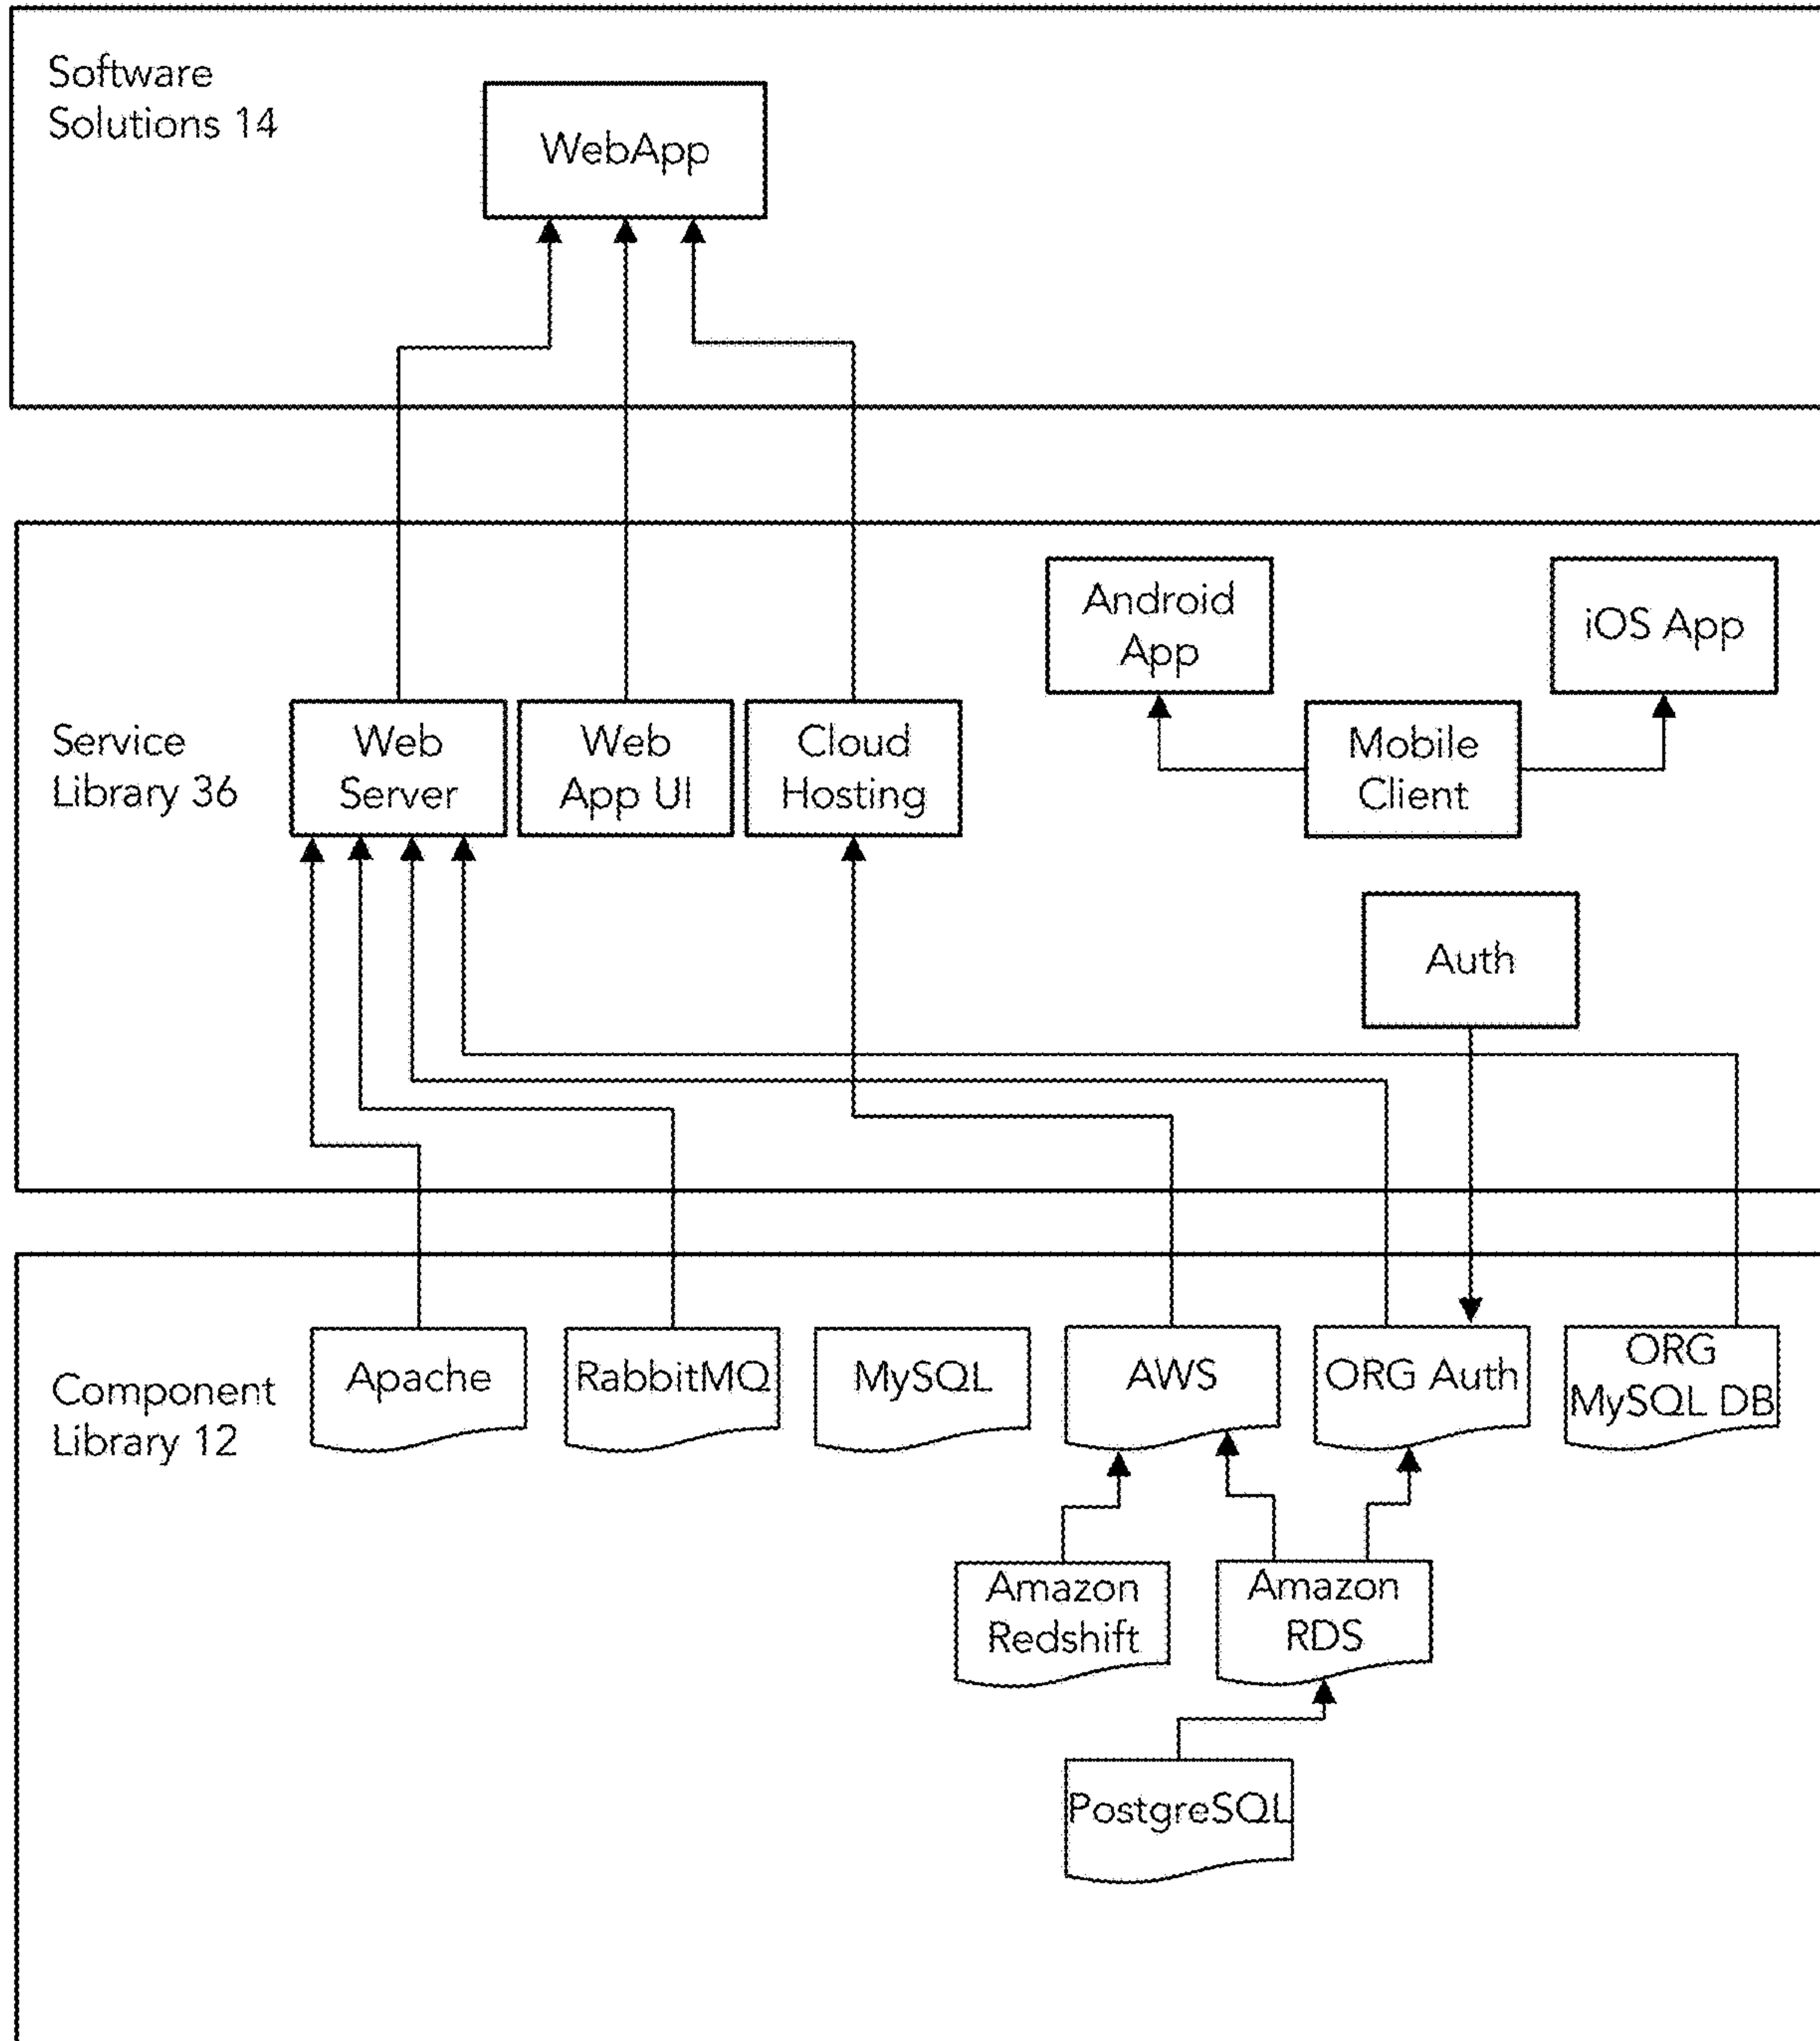 Software
Solutions 14
WebApp
Android
App
iOS App
Service
Library 36
Web
Server
Web
App UI
Cloud
Hosting
Mobile
Client
Auth
Component
Library 12
Apache
RabbitMQ
MySQL
AWS
ORG Auth
ORG
MySQL DB
Amazon
Redshift
Amazon
RDS
PostgreSQL